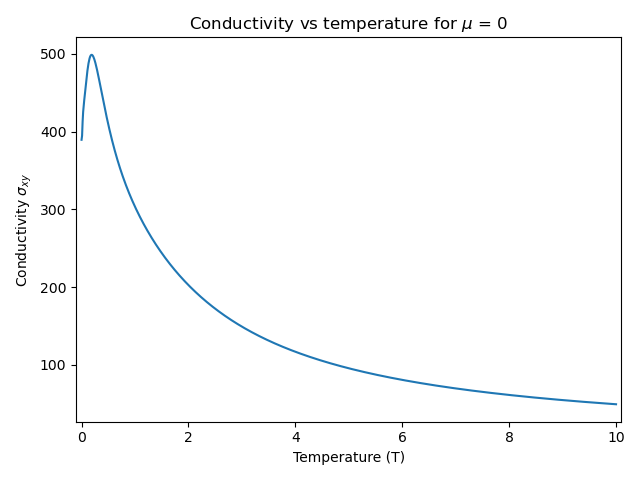 Conductivity vs temperature for μ = 0
500
400
300
200
100
Conductivity σxy
0 2 4 6 8 10
Temperature (T)